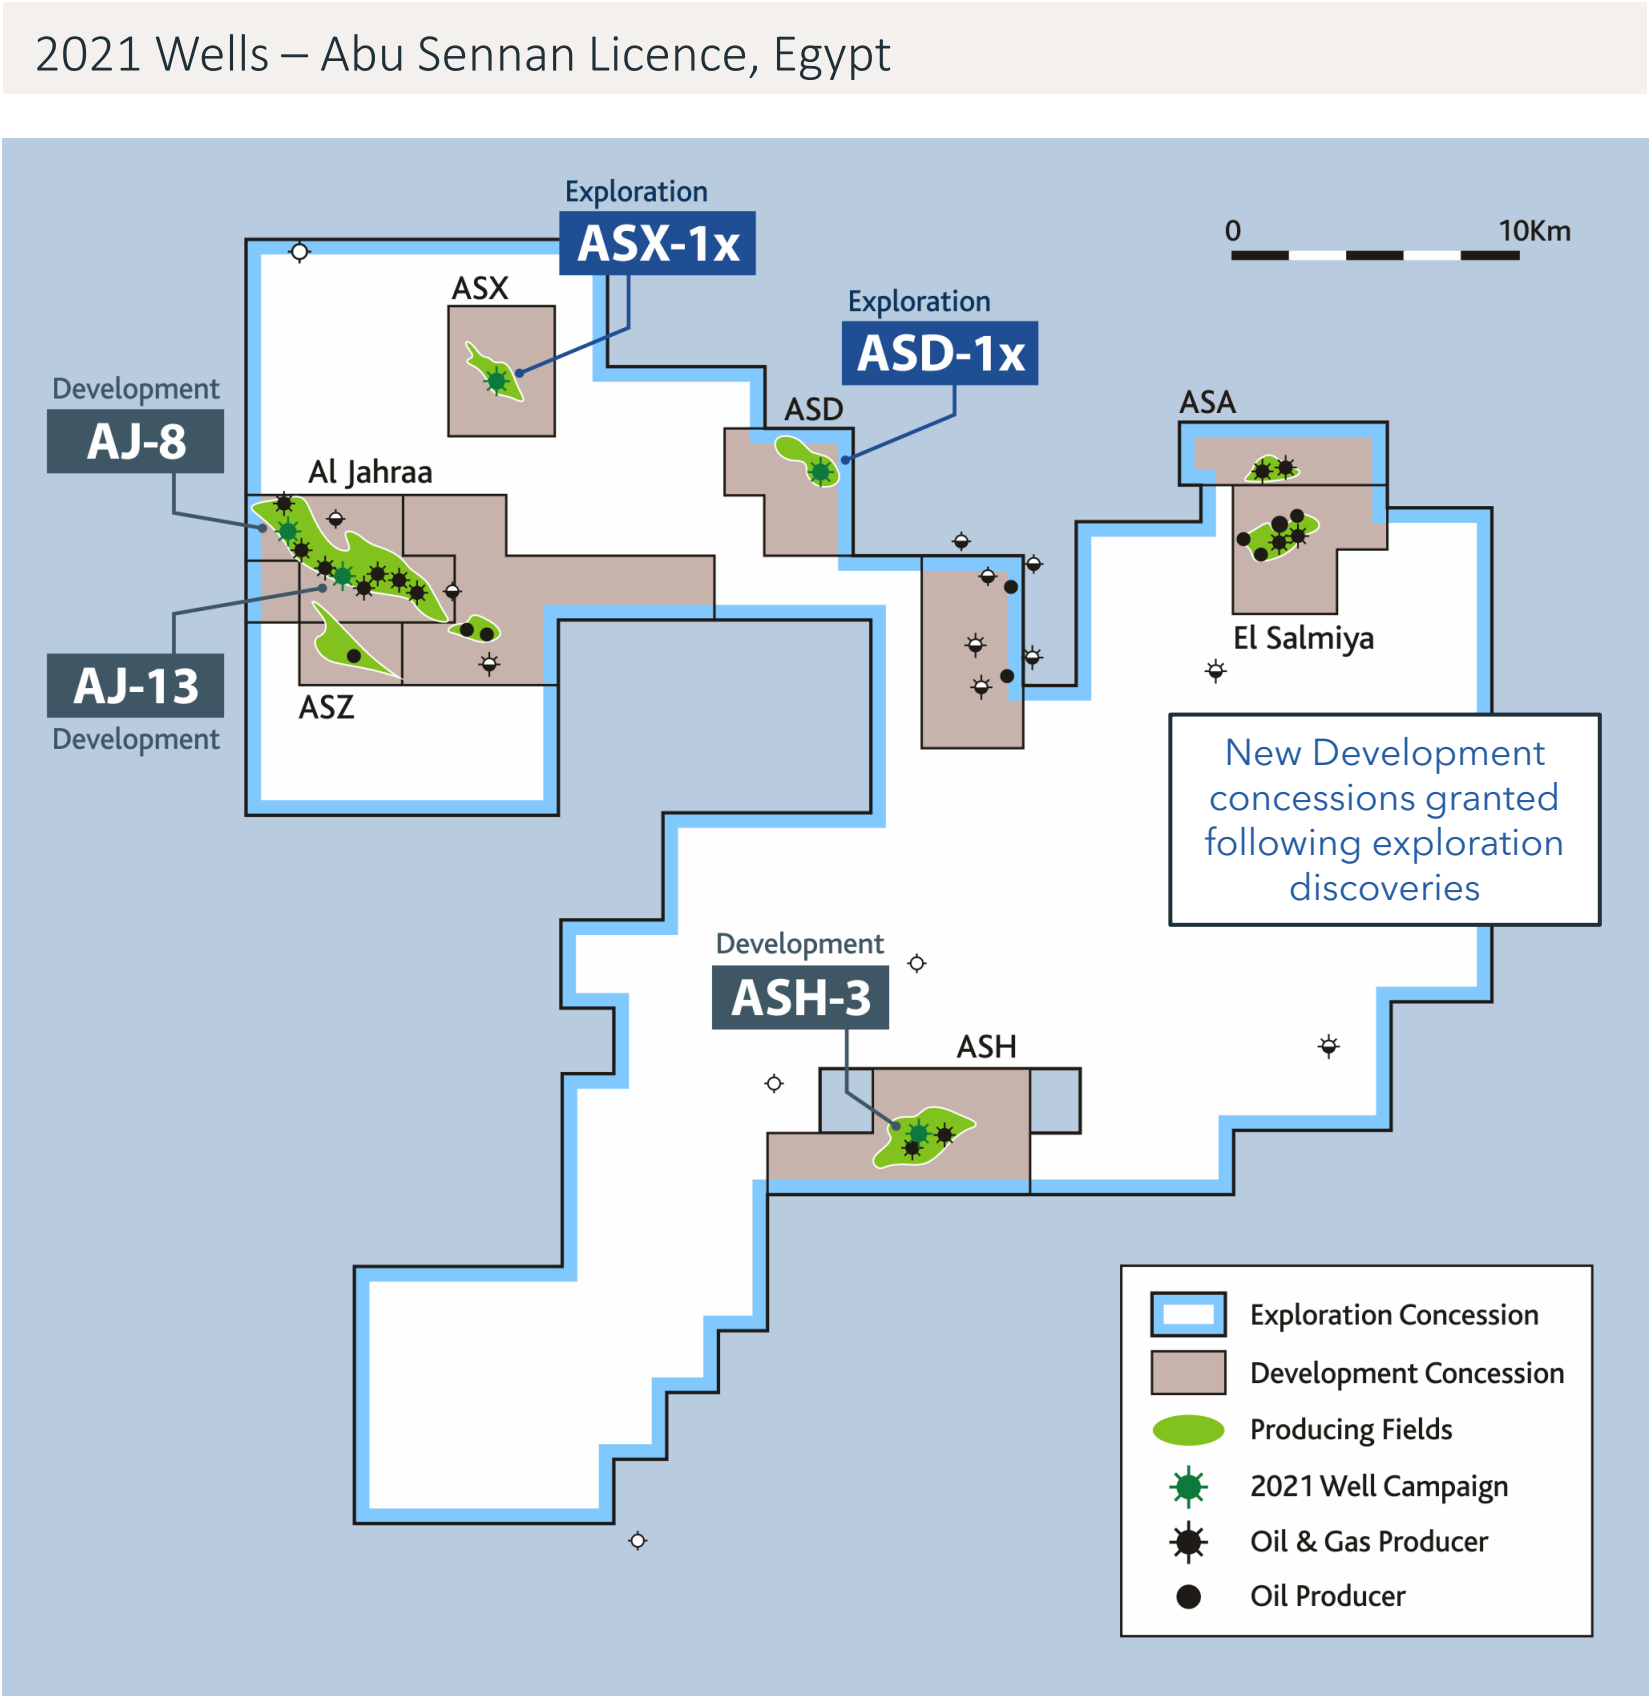 2021 Wells – Abu Sennan Licence, Egypt
Exploration
ASX-1x
0 10Km
ASX
Exploration
ASD-1x
Development
AJ-8
ASD
ASA
Al Jahraa
El Salmiya
AJ-13
Development
ASZ
New Development
concessions granted
following exploration
discoveries
Development
ASH-3
ASH
Exploration Concession
Development Concession
Producing Fields
2021 Well Campaign
Oil & Gas Producer
Oil Producer